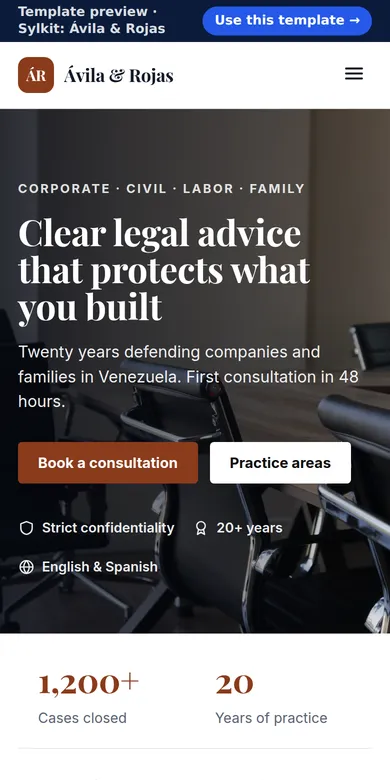 Template preview ·
Sylkit: Ávila & Rojas
Use this template →
ÁR
Ávila & Rojas
CORPORATE · CIVIL · LABOR · FAMILY
Clear legal advice
that protects what
you built
Twenty years defending companies and
families in Venezuela. First consultation in 48
hours.
Book a consultation
Practice areas
Strict confidentiality
20+ years
English & Spanish
1,200+
20
Cases closed
Years of practice